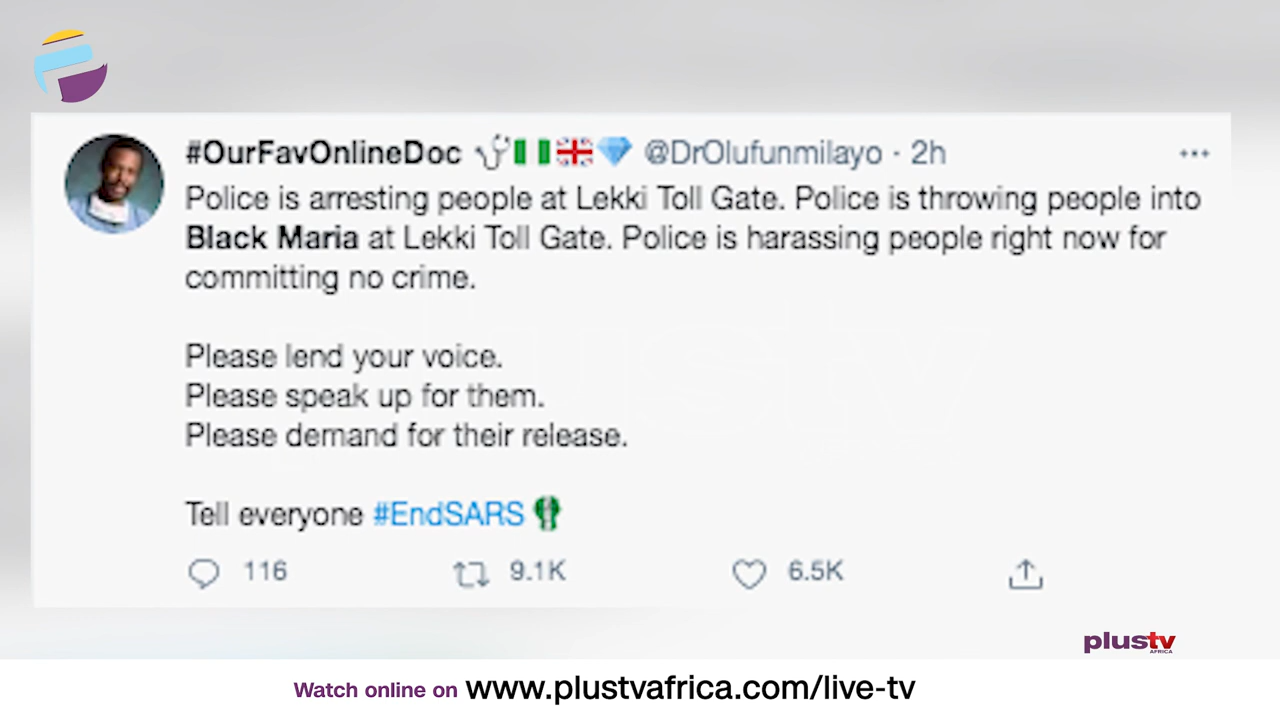 #OurFavOnlineDoc 🩺🇳🇬🇬🇧💎 @DrOlufunmilayo · 2h
Police is arresting people at Lekki Toll Gate. Police is throwing people into
Black Maria at Lekki Toll Gate. Police is harassing people right now for
committing no crime.
Please lend your voice.
Please speak up for them.
Please demand for their release.
Tell everyone #EndSARS
116 9.1K 6.5K
plustv
AFRICA
Watch online on www.plustvafrica.com/live-tv